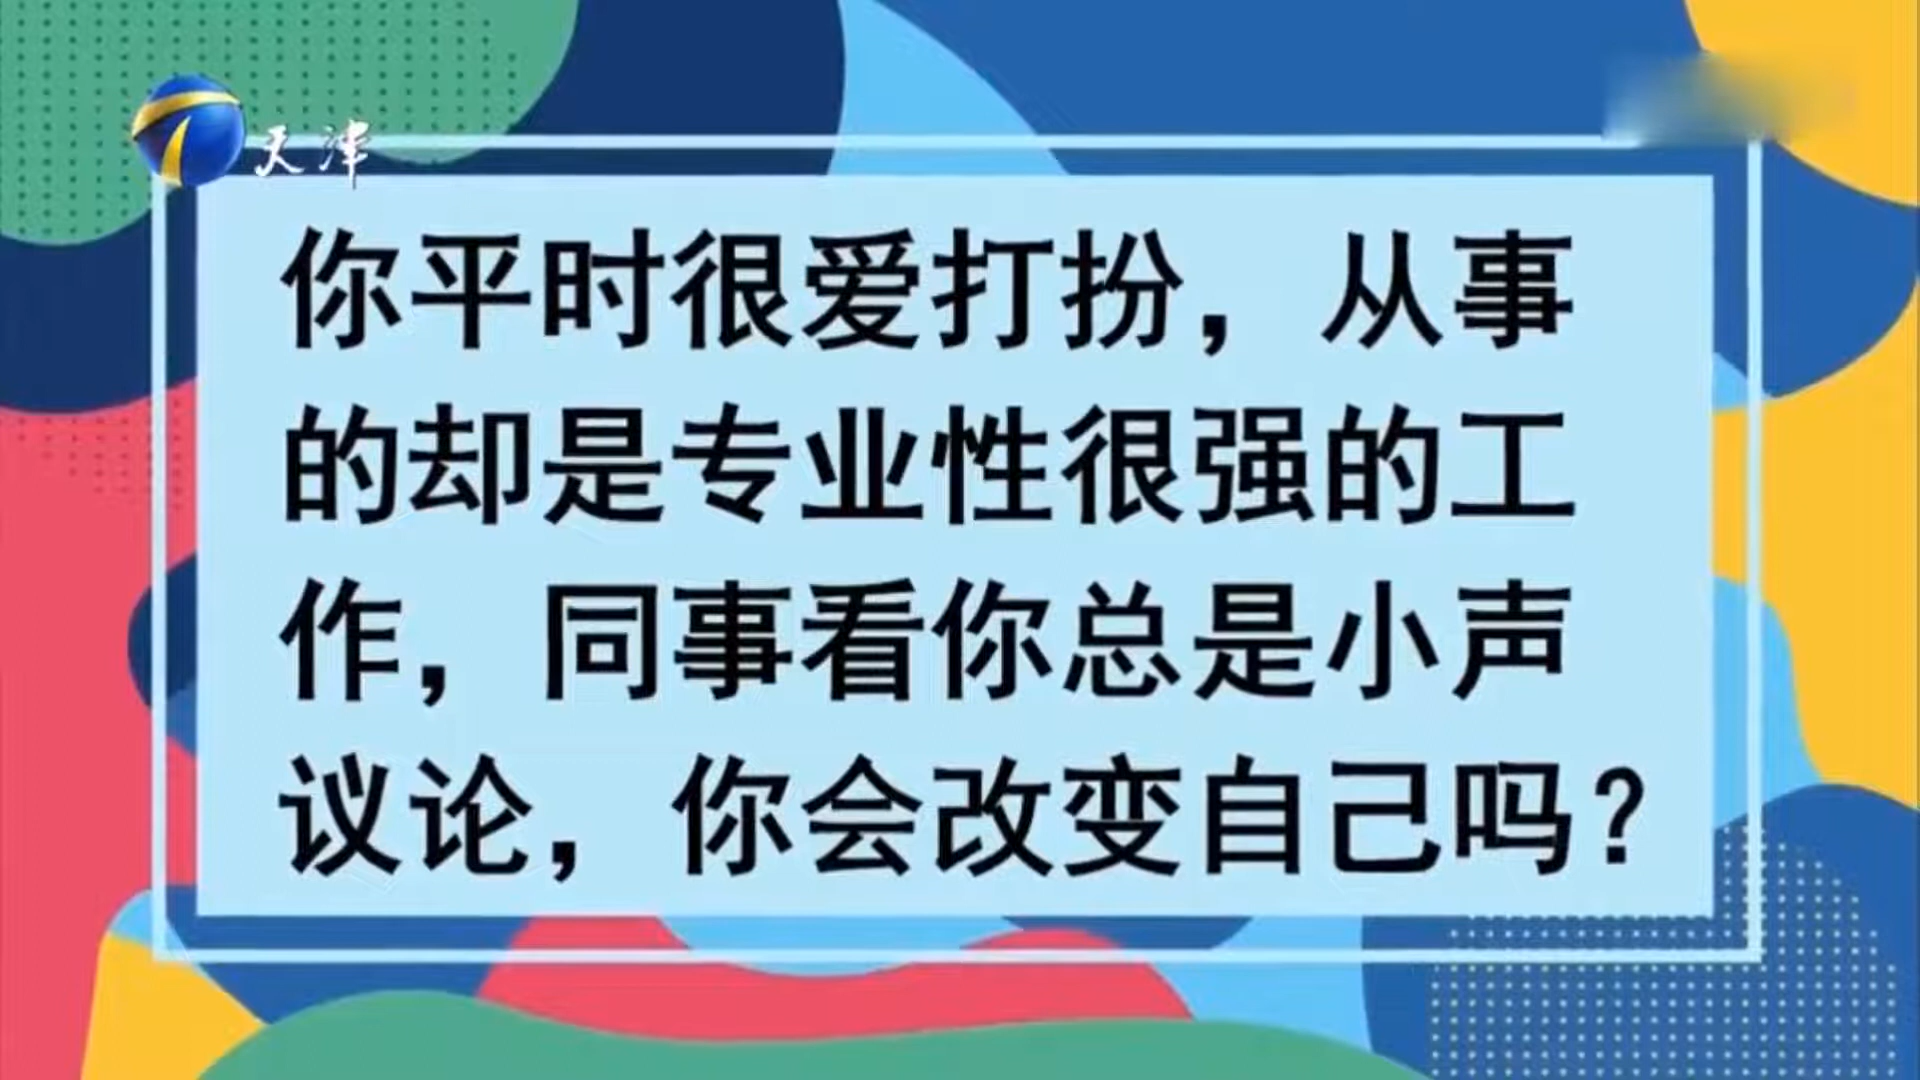 天津
你平时很爱打扮，从事
的却是专业性很强的工
作，同事看你总是小声
议论，你会改变自己吗？